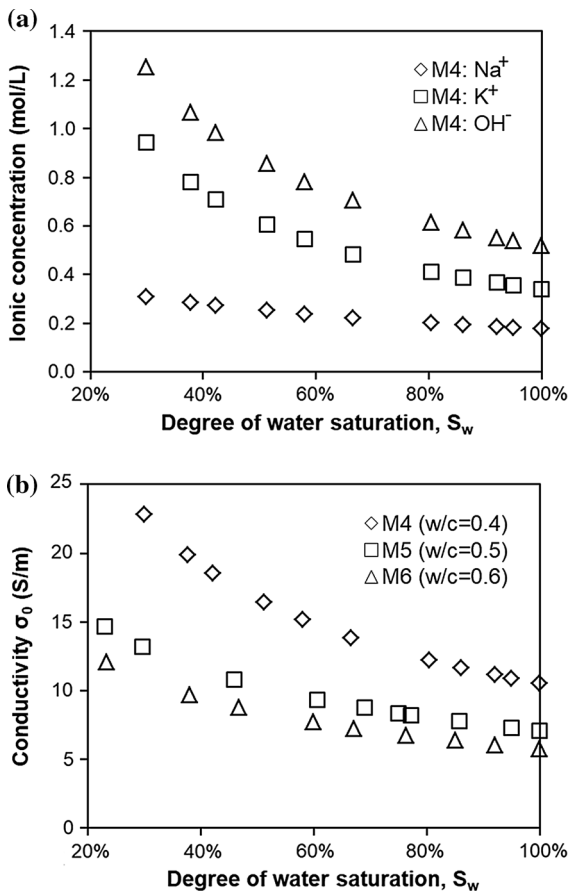 (a)
Ionic concentration (mol/L)
1.4
1.2
1.0
0.8
0.6
0.4
0.2
0.0
◇ M4: Na⁺
□ M4: K⁺
△ M4: OH⁻
20%
40%
60%
80%
100%
Degree of water saturation, Sw
(b)
Conductivity σ0 (S/m)
25
20
15
10
5
0
◇ M4 (w/c=0.4)
□ M5 (w/c=0.5)
△ M6 (w/c=0.6)
20%
40%
60%
80%
100%
Degree of water saturation, Sw